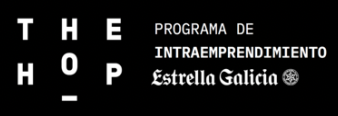 THE
HOP
PROGRAMA DE
INTRAEMPRENDIMIENTO
Estrella Galicia